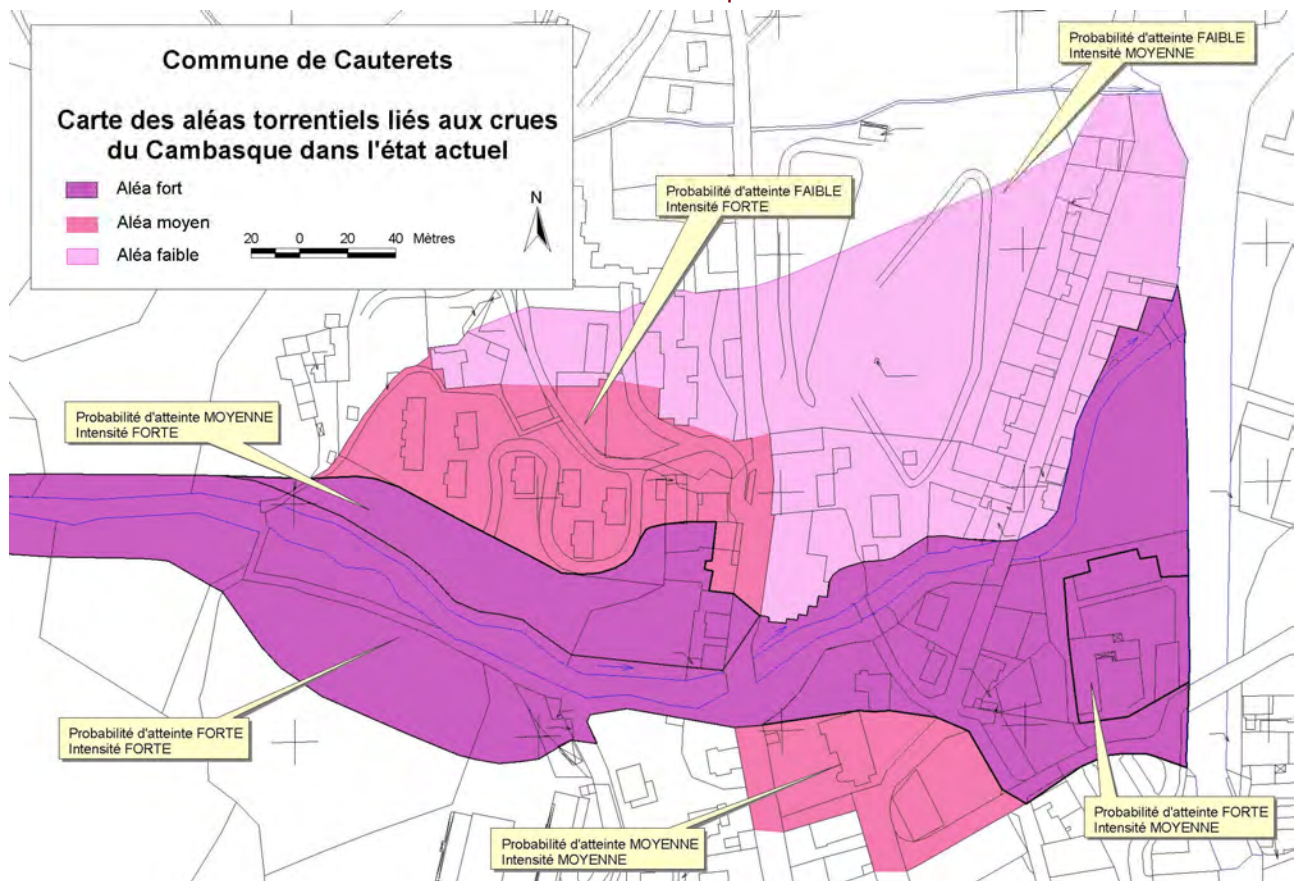 Commune de Cauterets
Carte des aléas torrentiels liés aux crues
du Cambasque dans l'état actuel
Aléa fort
Aléa moyen
Aléa faible
20 0 20 40 Mètres
N
Probabilité d'atteinte FAIBLE
Intensité MOYENNE
Probabilité d'atteinte FAIBLE
Intensité FORTE
Probabilité d'atteinte MOYENNE
Intensité FORTE
Probabilité d'atteinte FORTE
Intensité FORTE
Probabilité d'atteinte MOYENNE
Intensité MOYENNE
Probabilité d'atteinte FORTE
Intensité MOYENNE